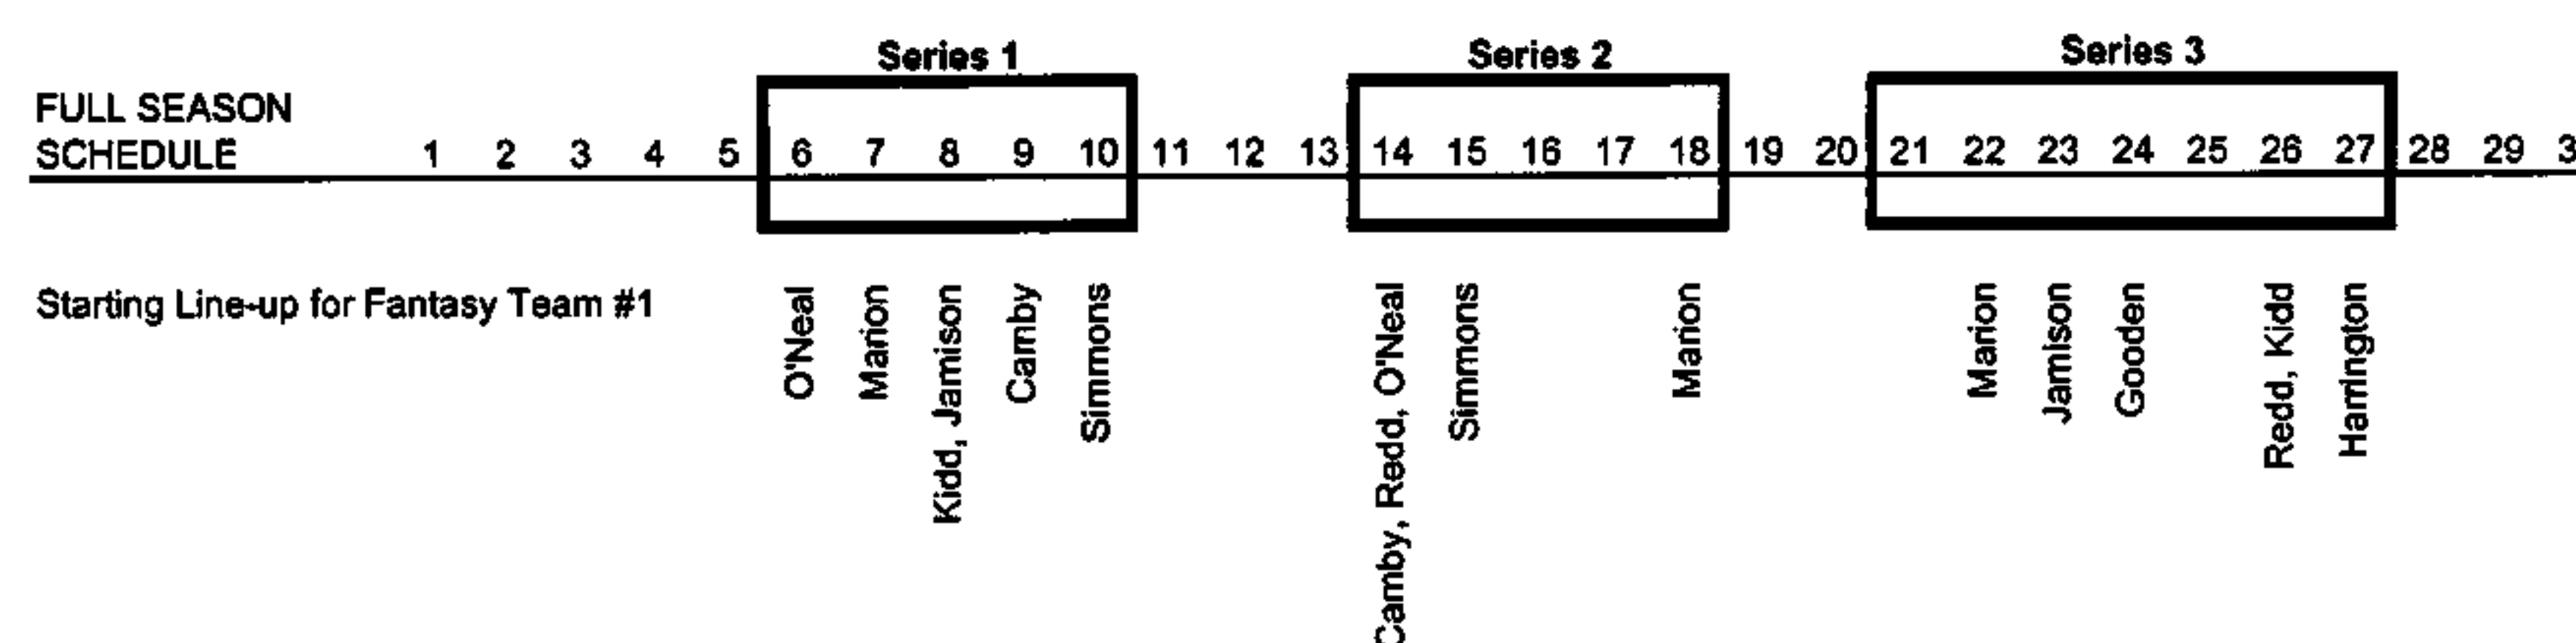 Series 1 Series 2 Series 3
FULL SEASON
SCHEDULE 1 2 3 4 5 6 7 8 9 10 11 12 13 14 15 16 17 18 19 20 21 22 23 24 25 26 27 28 29
Starting Line-up for Fantasy Team #1
O'Neal
Marion
Kidd, Jamison
Camby
Simmons
Camby, Redd, O'Neal
Simmons
Marion
Marion
Jamison
Gooden
Redd, Kidd
Harrington